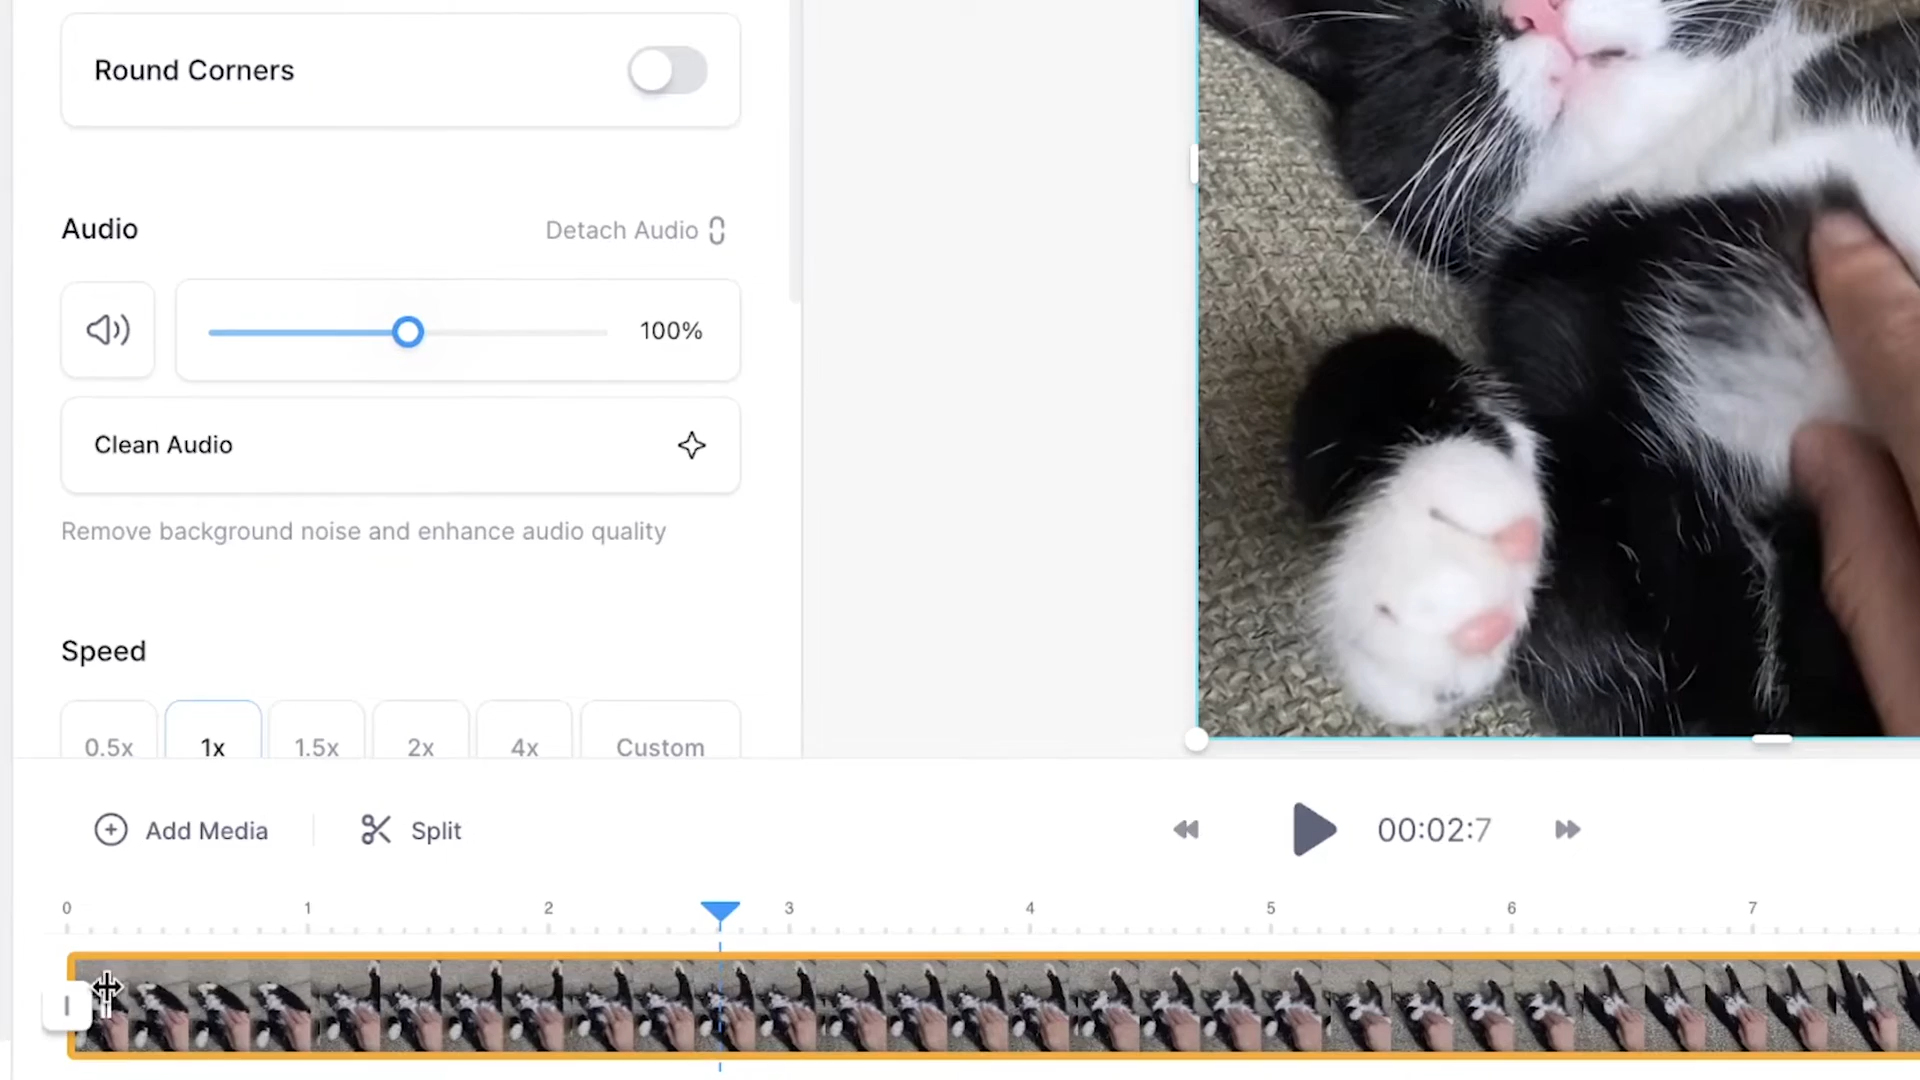 Round Corners
Audio
Detach Audio
100%
Clean Audio
Remove background noise and enhance audio quality
Speed
0.5x 1x 1.5x 2x 4x Custom
Add Media Split 00:02:7
0 1 2 3 4 5 6 7